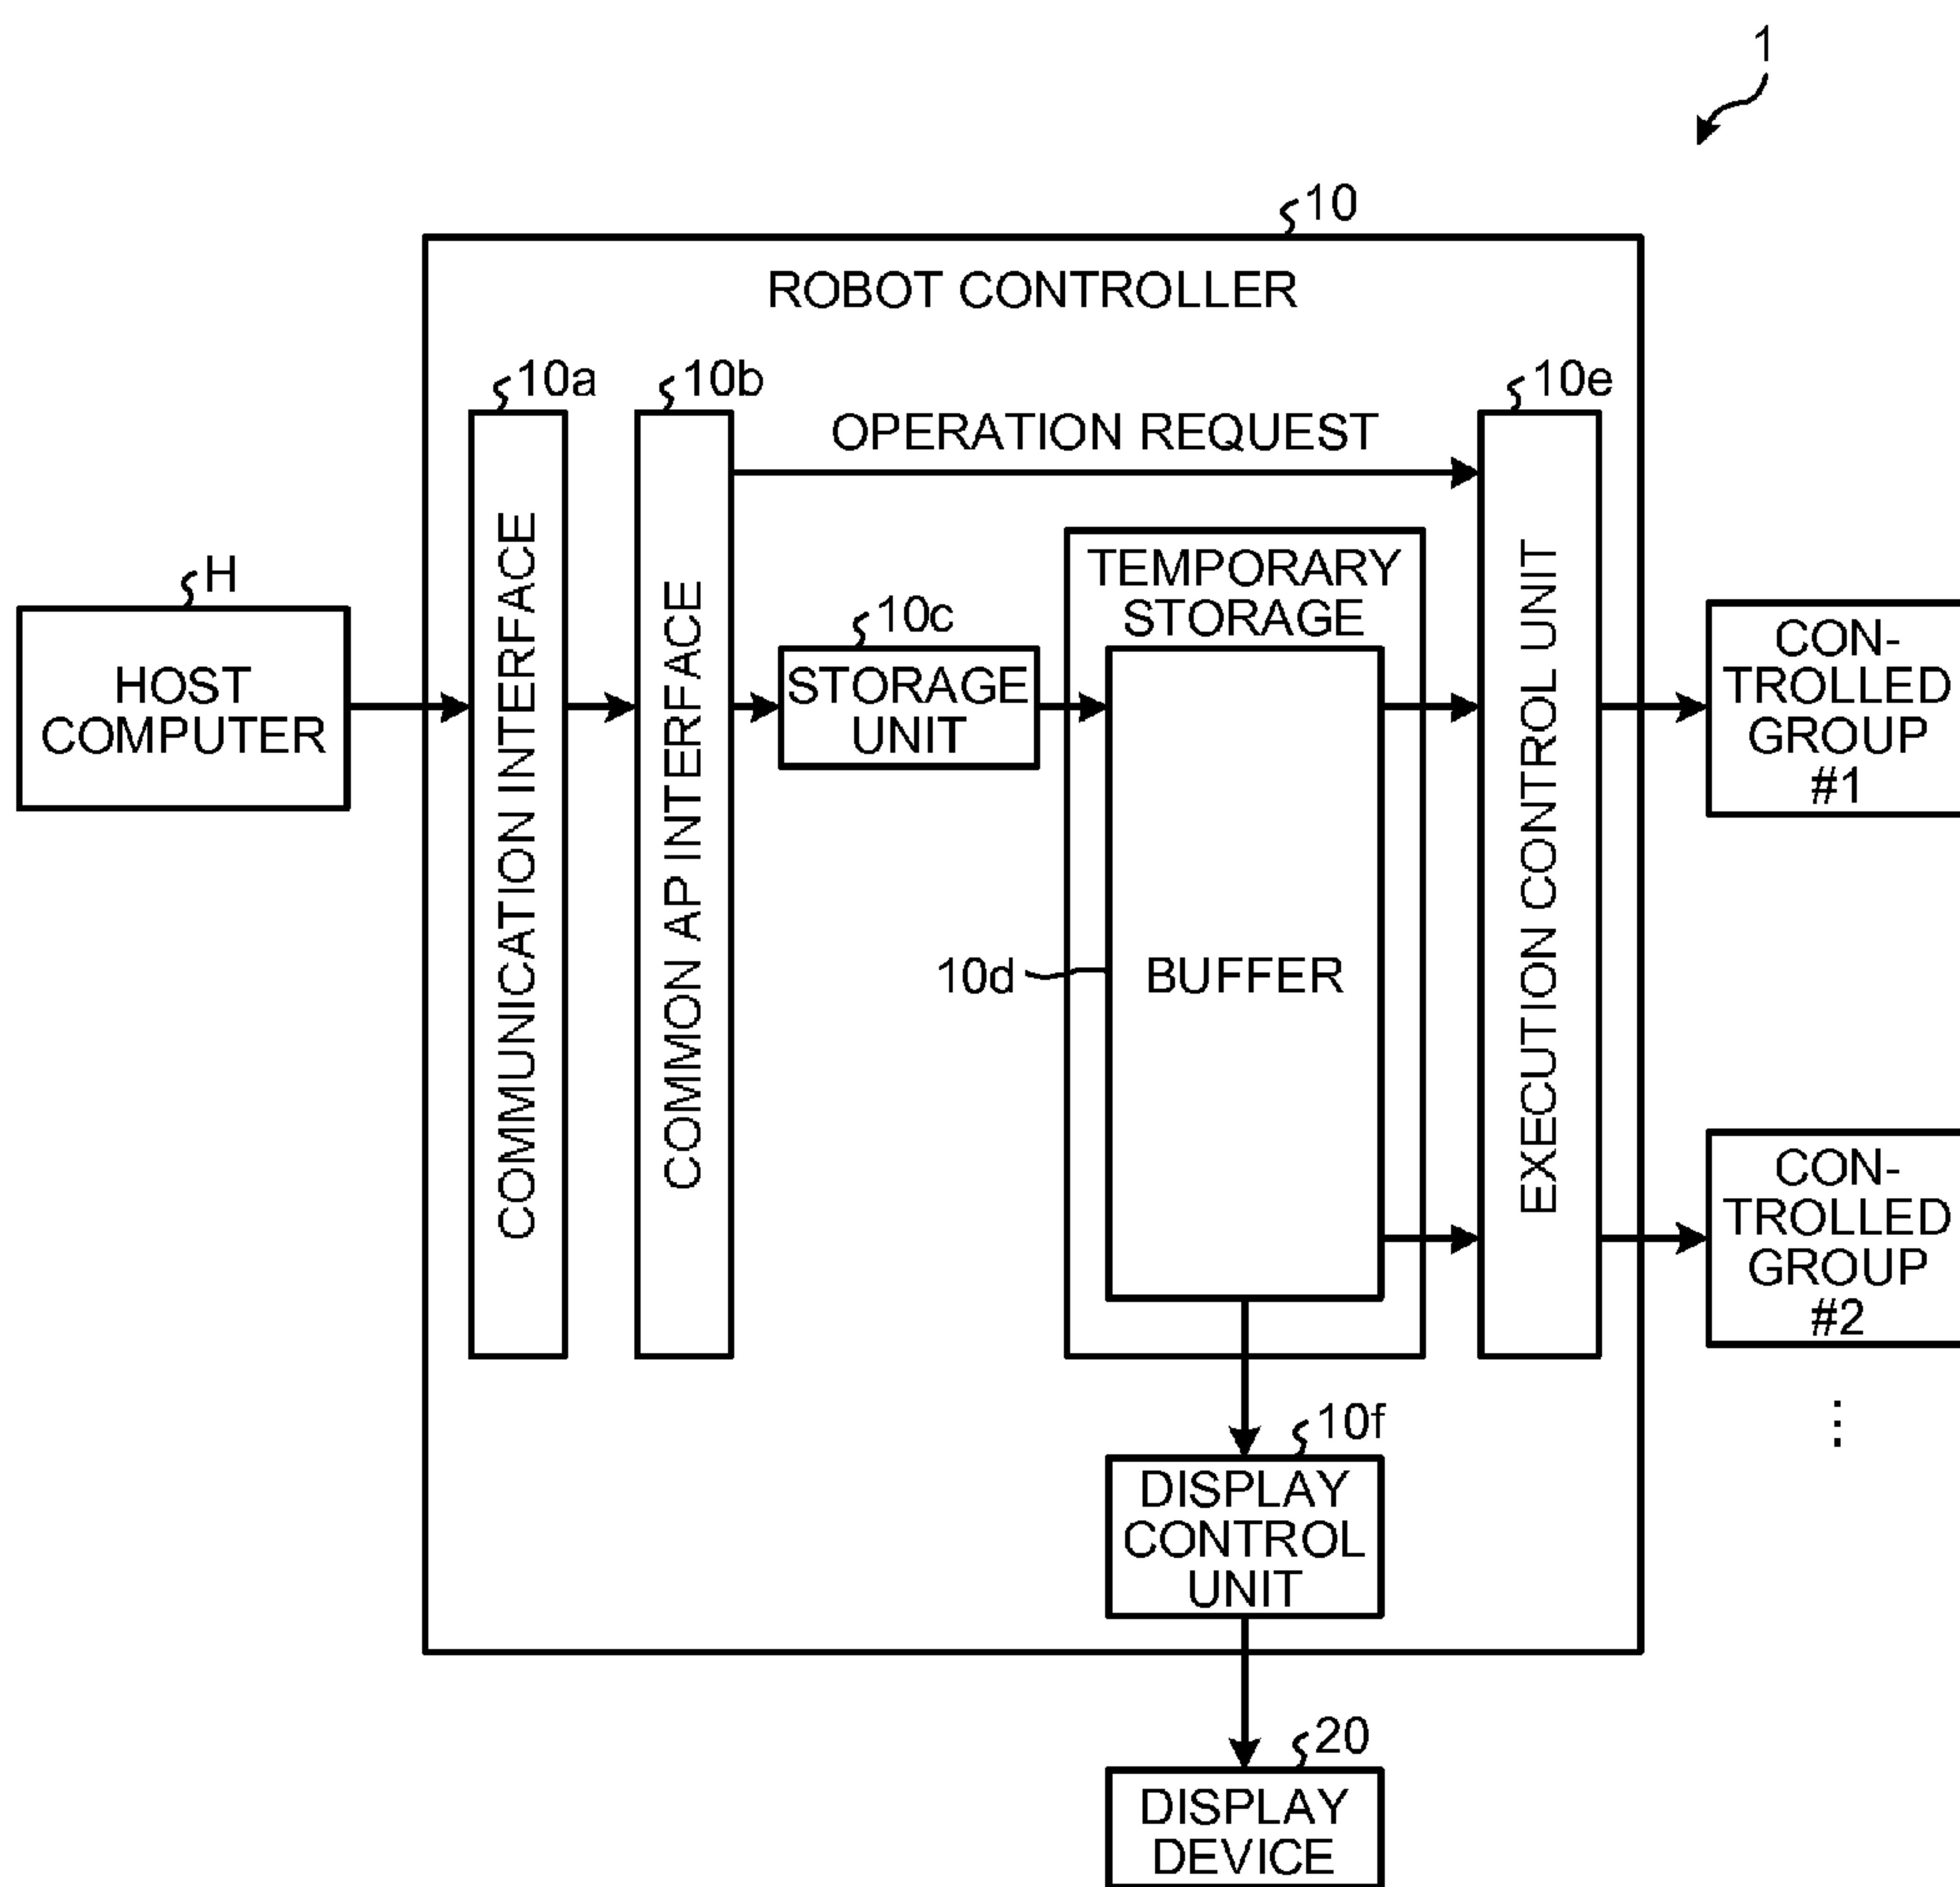 1
10
ROBOT CONTROLLER
10a
10b
10e
OPERATION REQUEST
H
HOST
COMPUTER
COMMUNICATION INTERFACE
COMMON AP INTERFACE
10c
STORAGE
UNIT
TEMPORARY
STORAGE
10d
BUFFER
EXECUTION CONTROL UNIT
CON-
TROLLED
GROUP
#1
CON-
TROLLED
GROUP
#2
10f
DISPLAY
CONTROL
UNIT
20
DISPLAY
DEVICE